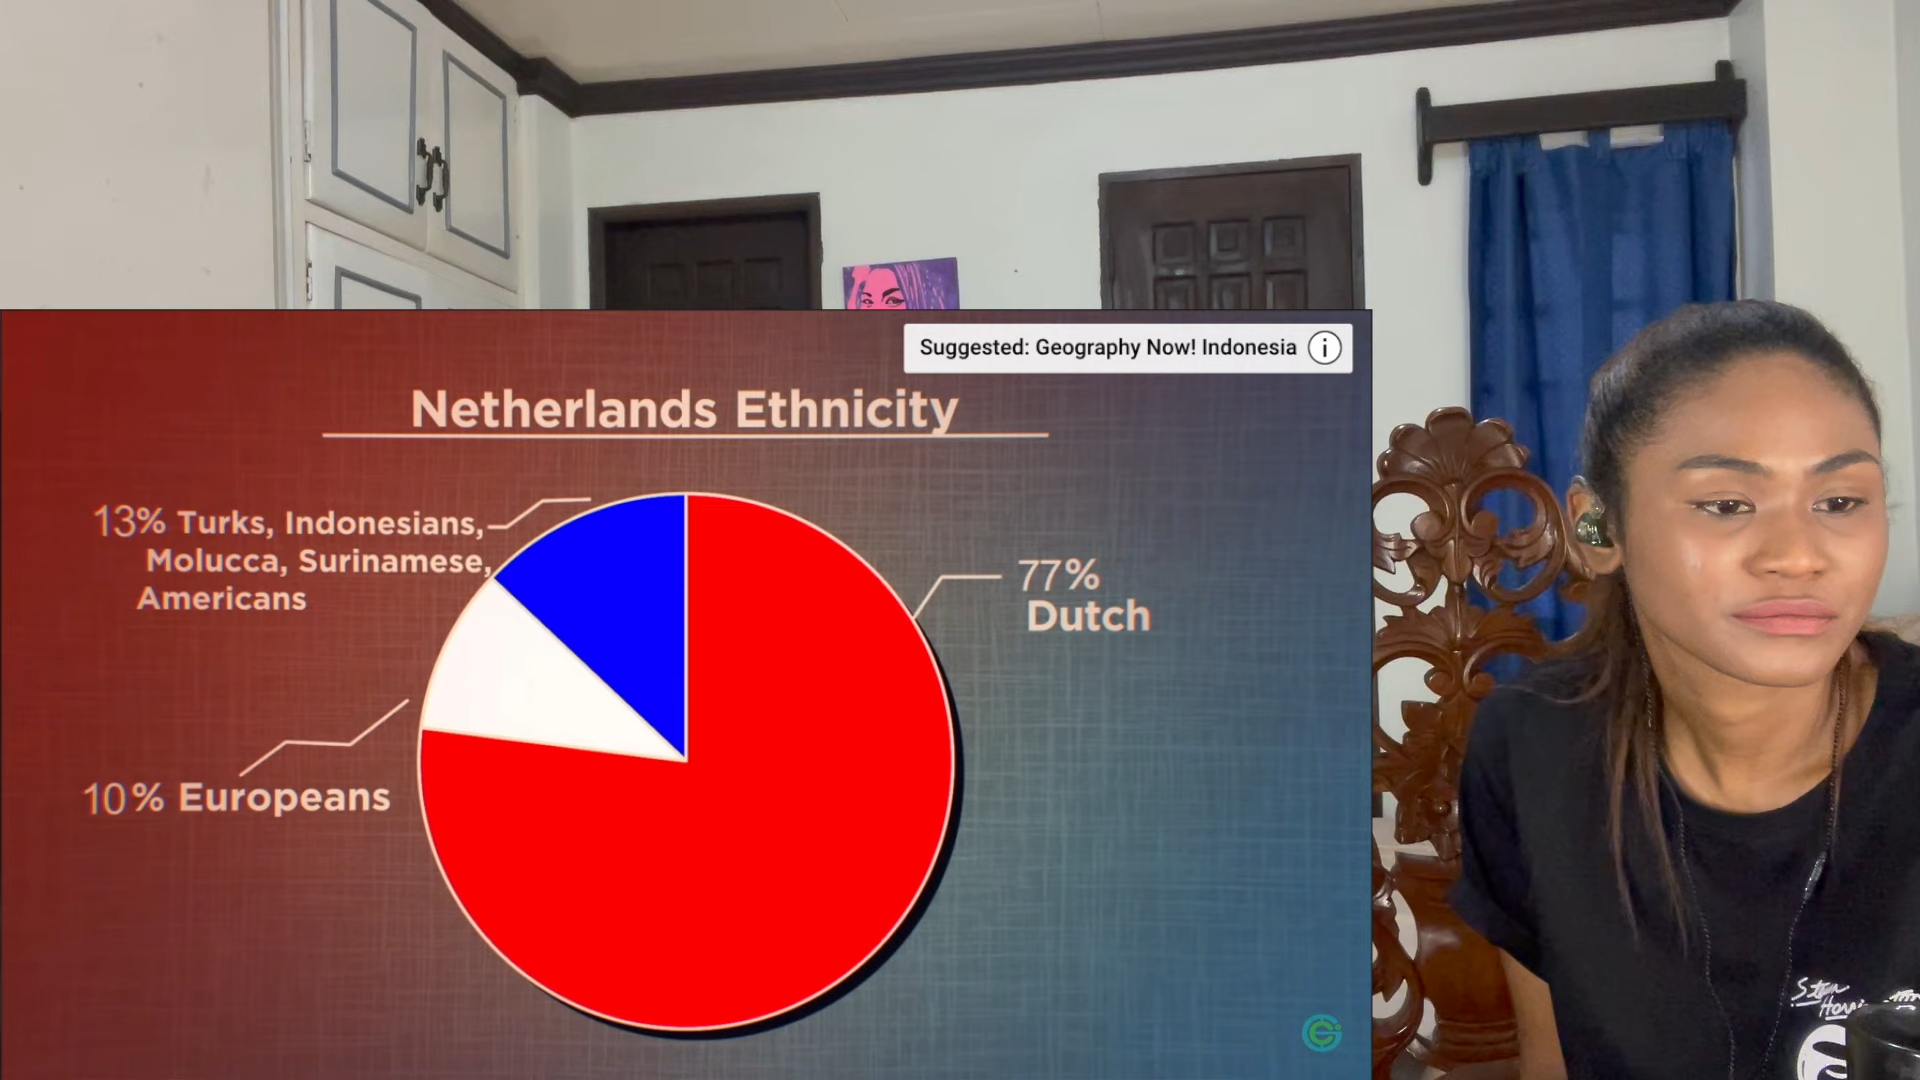 Suggested: Geography Now! Indonesia
Netherlands Ethnicity
13% Turks, Indonesians,
Molucca, Surinamese,
Americans
77%
Dutch
10% Europeans